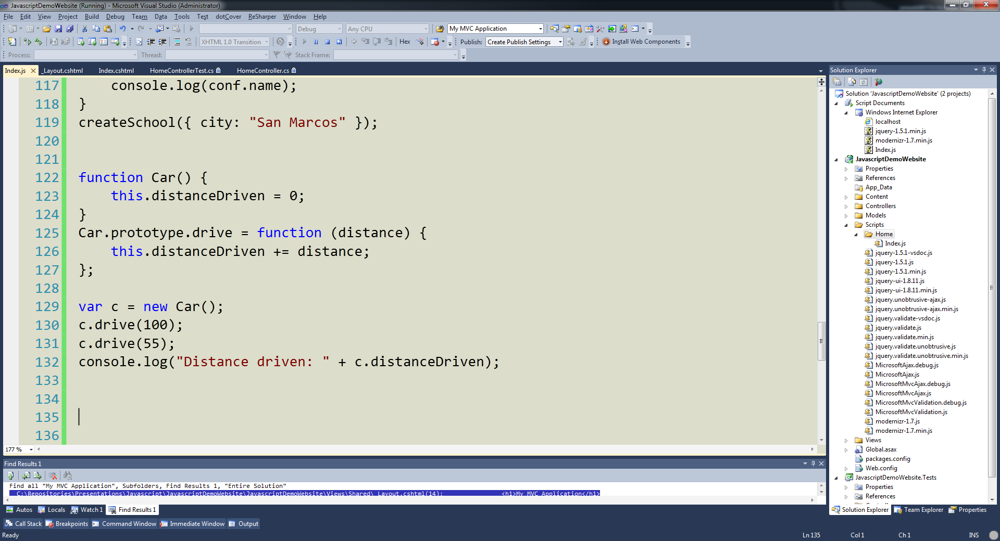 JavascriptDemoWebsite (Running) - Microsoft Visual Studio (Administrator)
File Edit View Project Build Debug Team Data Tools Test dotCover ReSharper Window Help
Debug Any CPU My MVC Application
XHTML 1.0 Transition Hex Publish: Create Publish Settings Install Web Components
Process: Thread: Stack Frame:
Index.js _Layout.cshtml Index.cshtml HomeControllerTest.cs HomeController.cs
117 console.log(conf.name);
118 }
119 createSchool({ city: "San Marcos" });
120
121
122 function Car() {
123 this.distanceDriven = 0;
124 }
125 Car.prototype.drive = function (distance) {
126 this.distanceDriven += distance;
127 };
128
129 var c = new Car();
130 c.drive(100);
131 c.drive(55);
132 console.log("Distance driven: " + c.distanceDriven);
133
134
135
136
177 %
Find Results 1
Find all "My MVC Application", Subfolders, Find Results 1, "Entire Solution"
C:\Repositories\Presentations\Javascript\JavascriptDemoWebsite\JavascriptDemoWebsite\Views\Shared\_Layout.cshtml(14): <h1>My MVC Application</h1>
Autos Locals Watch 1 Find Results 1
Call Stack Breakpoints Command Window Immediate Window Output
Ready Ln 135 Col 1 Ch 1 INS
Solution Explorer
Solution 'JavascriptDemoWebsite' (2 projects)
Script Documents
Windows Internet Explorer
localhost
jquery-1.5.1.min.js
modernizr-1.7.min.js
Index.js
JavascriptDemoWebsite
Properties
References
App_Data
Content
Controllers
Models
Scripts
Home
Index.js
jquery-1.5.1-vsdoc.js
jquery-1.5.1.js
jquery-1.5.1.min.js
jquery-ui-1.8.11.js
jquery-ui-1.8.11.min.js
jquery.unobtrusive-ajax.js
jquery.unobtrusive-ajax.min.js
jquery.validate-vsdoc.js
jquery.validate.js
jquery.validate.min.js
jquery.validate.unobtrusive.js
jquery.validate.unobtrusive.min.js
MicrosoftAjax.debug.js
MicrosoftAjax.js
MicrosoftMvcAjax.debug.js
MicrosoftMvcAjax.js
MicrosoftMvcValidation.debug.js
MicrosoftMvcValidation.js
modernizr-1.7.js
modernizr-1.7.min.js
Views
Global.asax
packages.config
Web.config
JavascriptDemoWebsite.Tests
Properties
References
Solution Explorer Team Explorer Properties